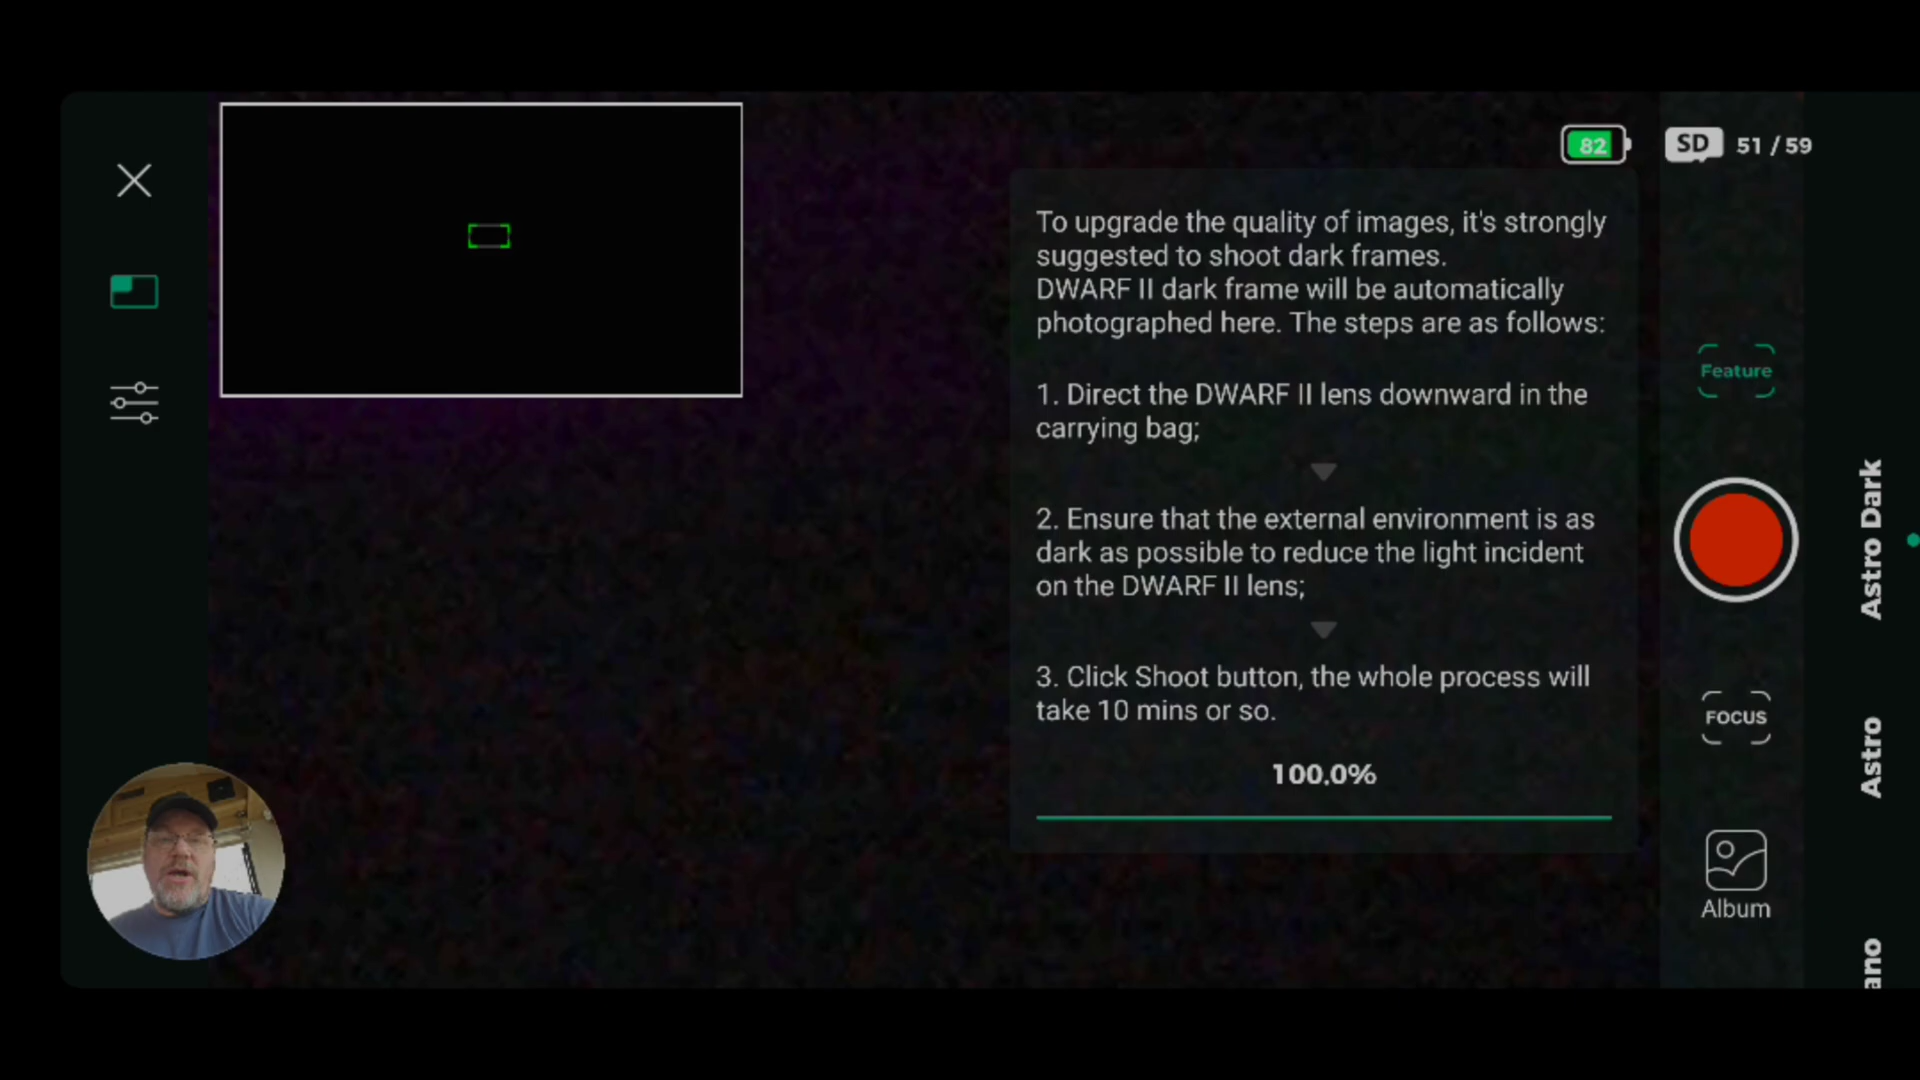 82
SD 51 / 59
To upgrade the quality of images, it's strongly
suggested to shoot dark frames.
DWARF II dark frame will be automatically
photographed here. The steps are as follows:
1. Direct the DWARF II lens downward in the
carrying bag;
2. Ensure that the external environment is as
dark as possible to reduce the light incident
on the DWARF II lens;
3. Click Shoot button, the whole process will
take 10 mins or so.
100.0%
Feature
FOCUS
Album
Astro Dark
Astro
ano